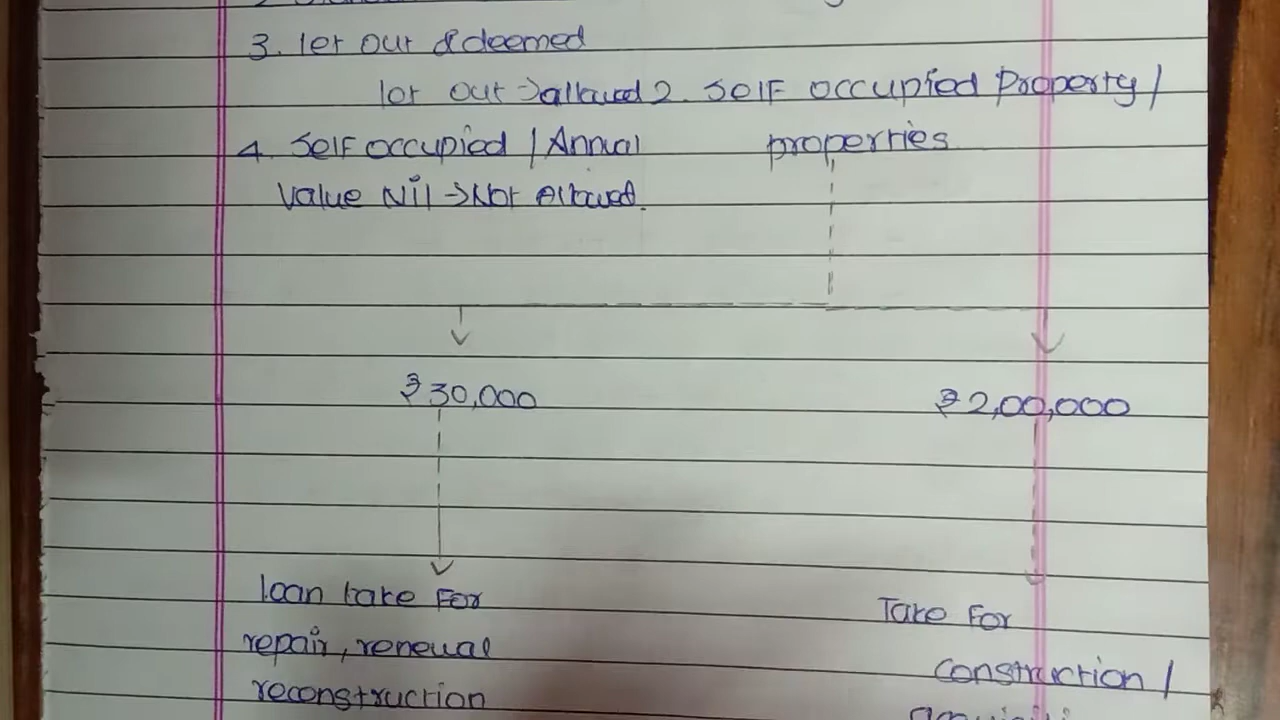 3. let out & deemed
let out → allowed 2. Self occupied Property /
4. Self occupied / Annual properties
Value Nil → Not Allowed.
₹ 30,000 ₹ 2,00,000
loan take For Take For
repair, renewal construction /
reconstruction